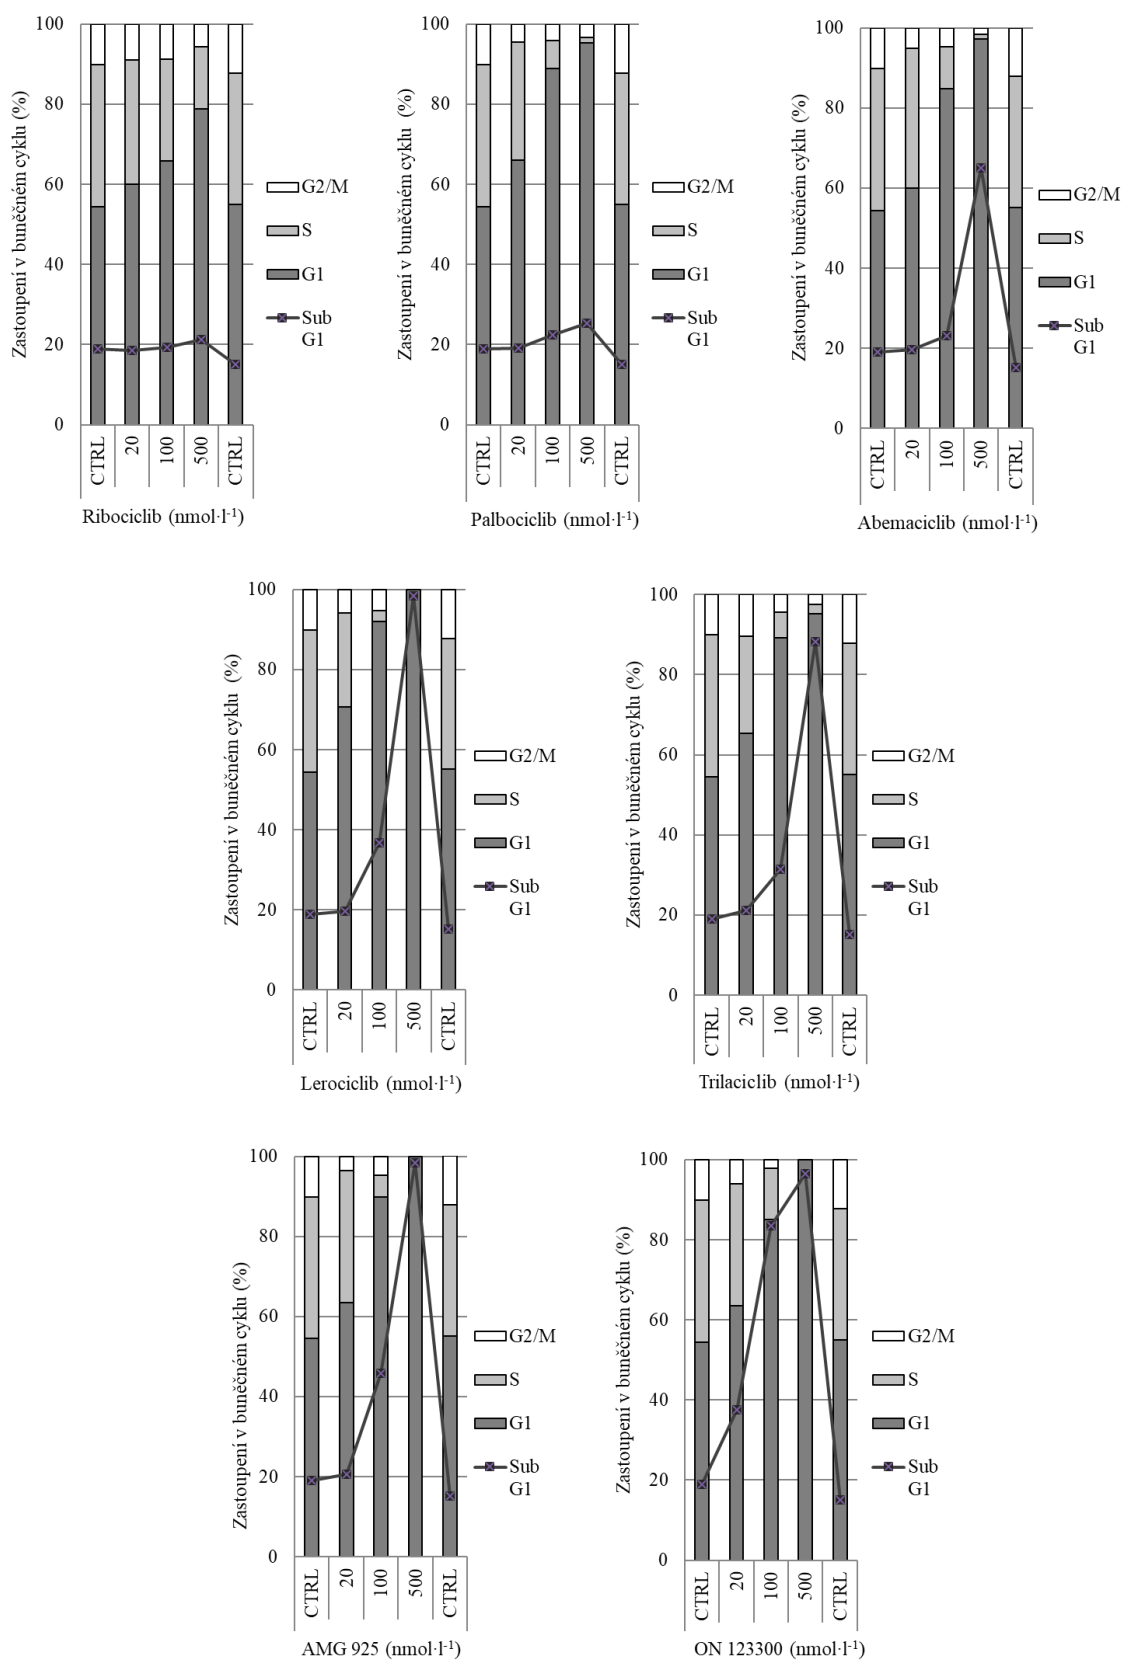 Zastoupení v buněčném cyklu (%)
100
80
60
40
20
0
CTRL
20
100
500
CTRL
Ribociclib (nmol·l-1)
G2/M
S
G1
Sub
G1
Zastoupení v buněčném cyklu (%)
100
80
60
40
20
0
CTRL
20
100
500
CTRL
Palbociclib (nmol·l-1)
G2/M
S
G1
Sub
G1
Zastoupení v buněčném cyklu (%)
100
80
60
40
20
0
CTRL
20
100
500
CTRL
Abemaciclib (nmol·l-1)
G2/M
S
G1
Sub
G1
Zastoupení v buněčném cyklu (%)
100
80
60
40
20
0
CTRL
20
100
500
CTRL
Lerociclib (nmol·l-1)
G2/M
S
G1
Sub
G1
Zastoupení v buněčném cyklu (%)
100
80
60
40
20
0
CTRL
20
100
500
CTRL
Trilaciclib (nmol·l-1)
G2/M
S
G1
Sub
G1
Zastoupení v buněčném cyklu (%)
100
80
60
40
20
0
CTRL
20
100
500
CTRL
AMG 925 (nmol·l-1)
G2/M
S
G1
Sub
G1
Zastoupení v buněčném cyklu (%)
100
80
60
40
20
0
CTRL
20
100
500
CTRL
ON 123300 (nmol·l-1)
G2/M
S
G1
Sub
G1